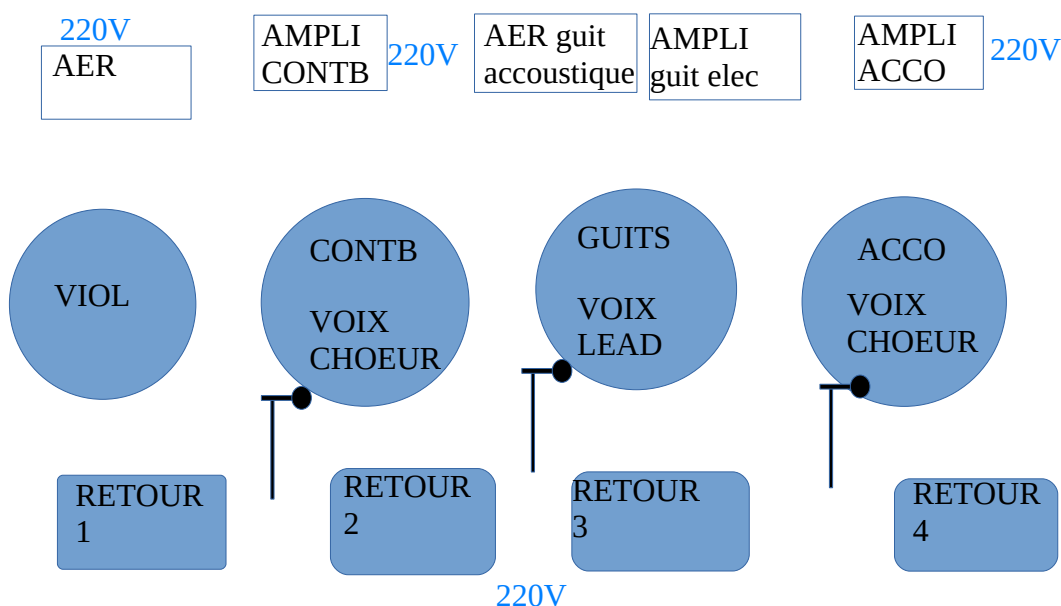 220V
AER
AMPLI
CONTB
220V
AER guit
accoustique
AMPLI
guit elec
AMPLI
ACCO
220V
VIOL
CONTB
VOIX
CHOEUR
GUITS
VOIX
LEAD
ACCO
VOIX
CHOEUR
RETOUR
1
RETOUR
2
RETOUR
3
RETOUR
4
220V